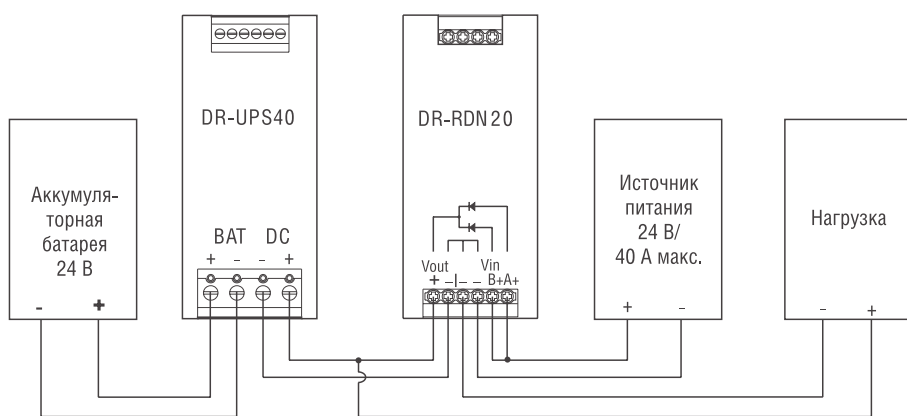 DR-UPS40
DR-RDN20
Аккумуля-
торная
батарея
24 В
- +
BAT DC
+ – – +
Vout Vin
+ –|– – B+A+
Источник
питания
24 В/
40 А макс.
+ –
Нагрузка
– +